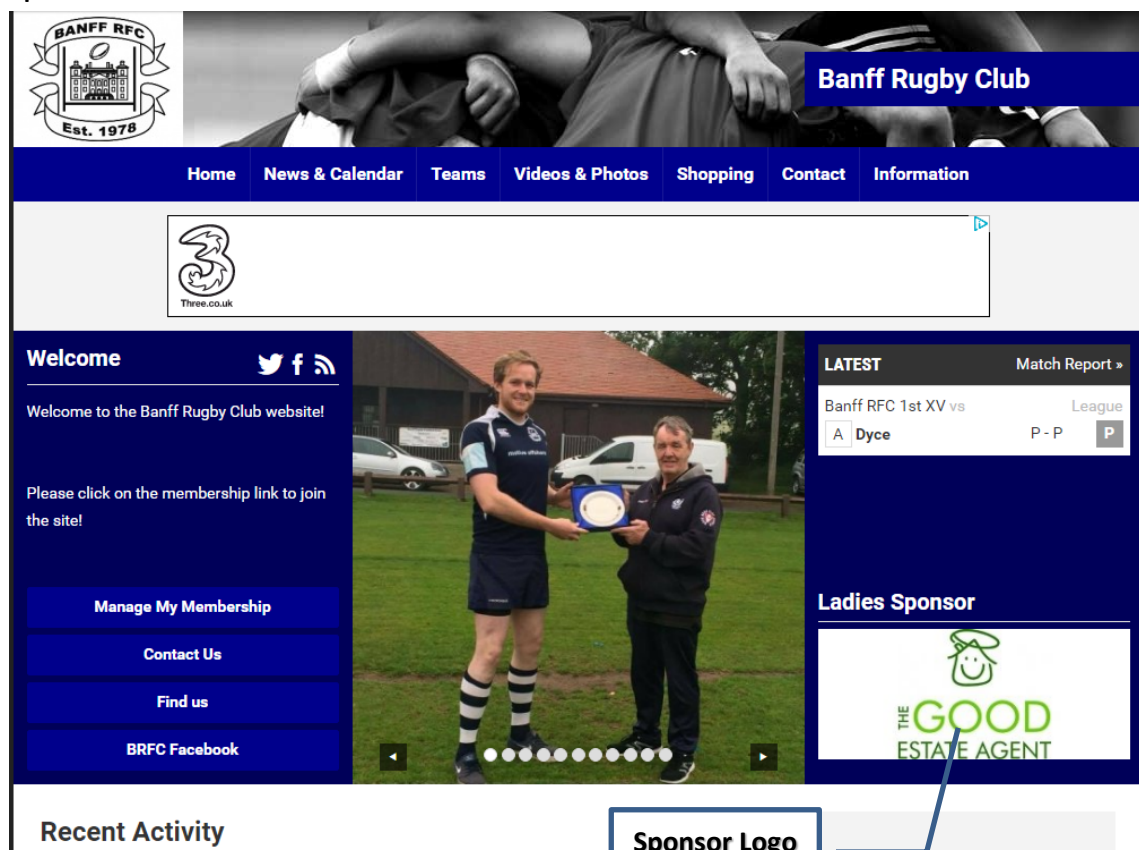 BANFF RFC
Est. 1978
Banff Rugby Club
Home News & Calendar Teams Videos & Photos Shopping Contact Information
3
Three.co.uk
Welcome
Welcome to the Banff Rugby Club website!
Please click on the membership link to join
the site!
Manage My Membership
Contact Us
Find us
BRFC Facebook
LATEST Match Report »
Banff RFC 1st XV vs League
A Dyce P - P P
Ladies Sponsor
THE GOOD
ESTATE AGENT
Recent Activity
Sponsor Logo